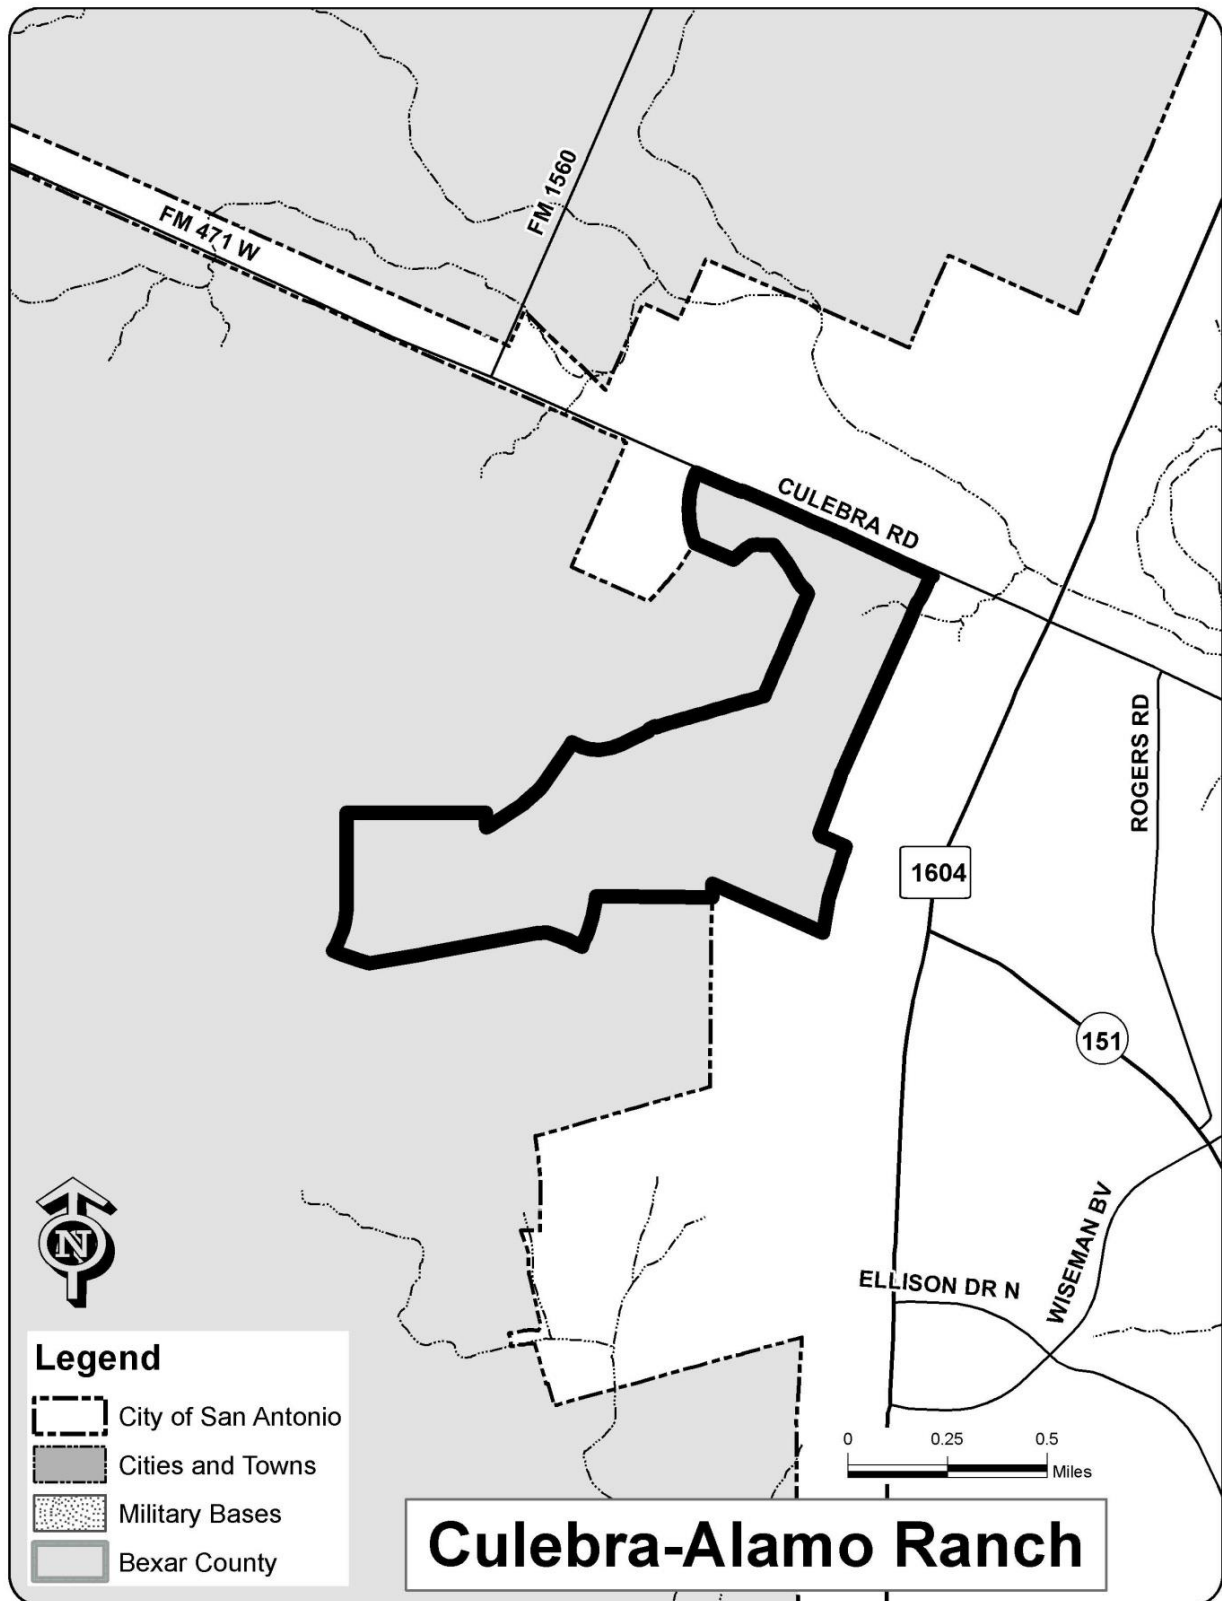 FM 1560
FM 471 W
CULEBRA RD
ROGERS RD
1604
151
WISEMAN BV
ELLISON DR N
N
Legend
City of San Antonio
Cities and Towns
Military Bases
Bexar County
0 0.25 0.5
Miles
Culebra-Alamo Ranch